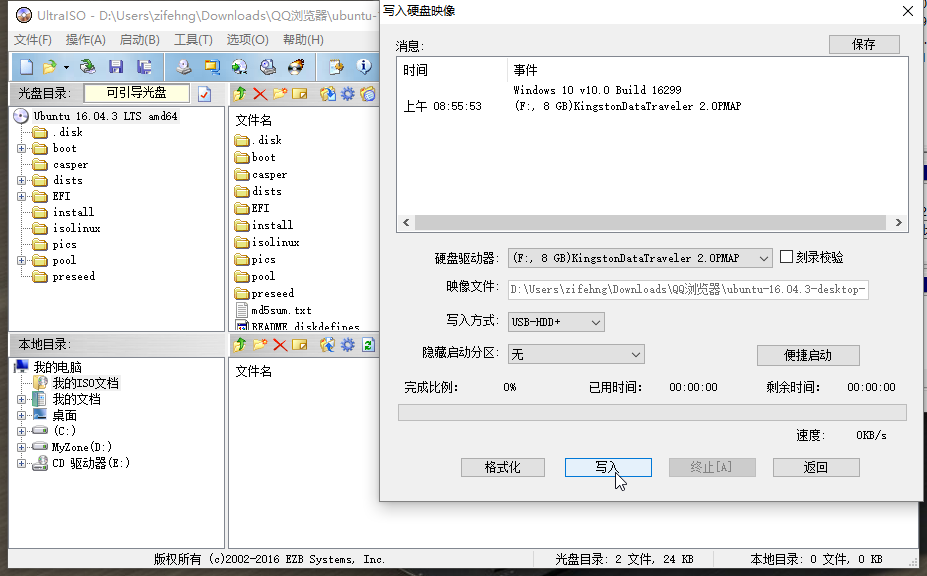 UltraISO - D:\Users\zifehng\Downloads\QQ浏览器\ubuntu-
文件(F) 操作(A) 启动(B) 工具(T) 选项(O) 帮助(H)
光盘目录: 可引导光盘
Ubuntu 16.04.3 LTS amd64
.disk
boot
casper
dists
EFI
install
isolinux
pics
pool
preseed
文件名
.disk
boot
casper
dists
EFI
install
isolinux
pics
pool
preseed
md5sum.txt
README.diskdefines
本地目录:
我的电脑
我的ISO文档
我的文档
桌面
(C:)
MyZone(D:)
CD 驱动器(E:)
文件名
写入硬盘映像
消息:
保存
时间 事件
Windows 10 v10.0 Build 16299
上午 08:55:53 (F:, 8 GB)KingstonDataTraveler 2.0PMAP
硬盘驱动器: (F:, 8 GB)KingstonDataTraveler 2.0PMAP 刻录校验
映像文件: D:\Users\zifehng\Downloads\QQ浏览器\ubuntu-16.04.3-desktop-
写入方式: USB-HDD+
隐藏启动分区: 无 便捷启动
完成比例: 0% 已用时间: 00:00:00 剩余时间: 00:00:00
速度: 0KB/s
格式化 写入 终止[A] 返回
版权所有 (c)2002-2016 EZB Systems, Inc. 光盘目录: 2 文件, 24 KB 本地目录: 0 文件, 0 KB